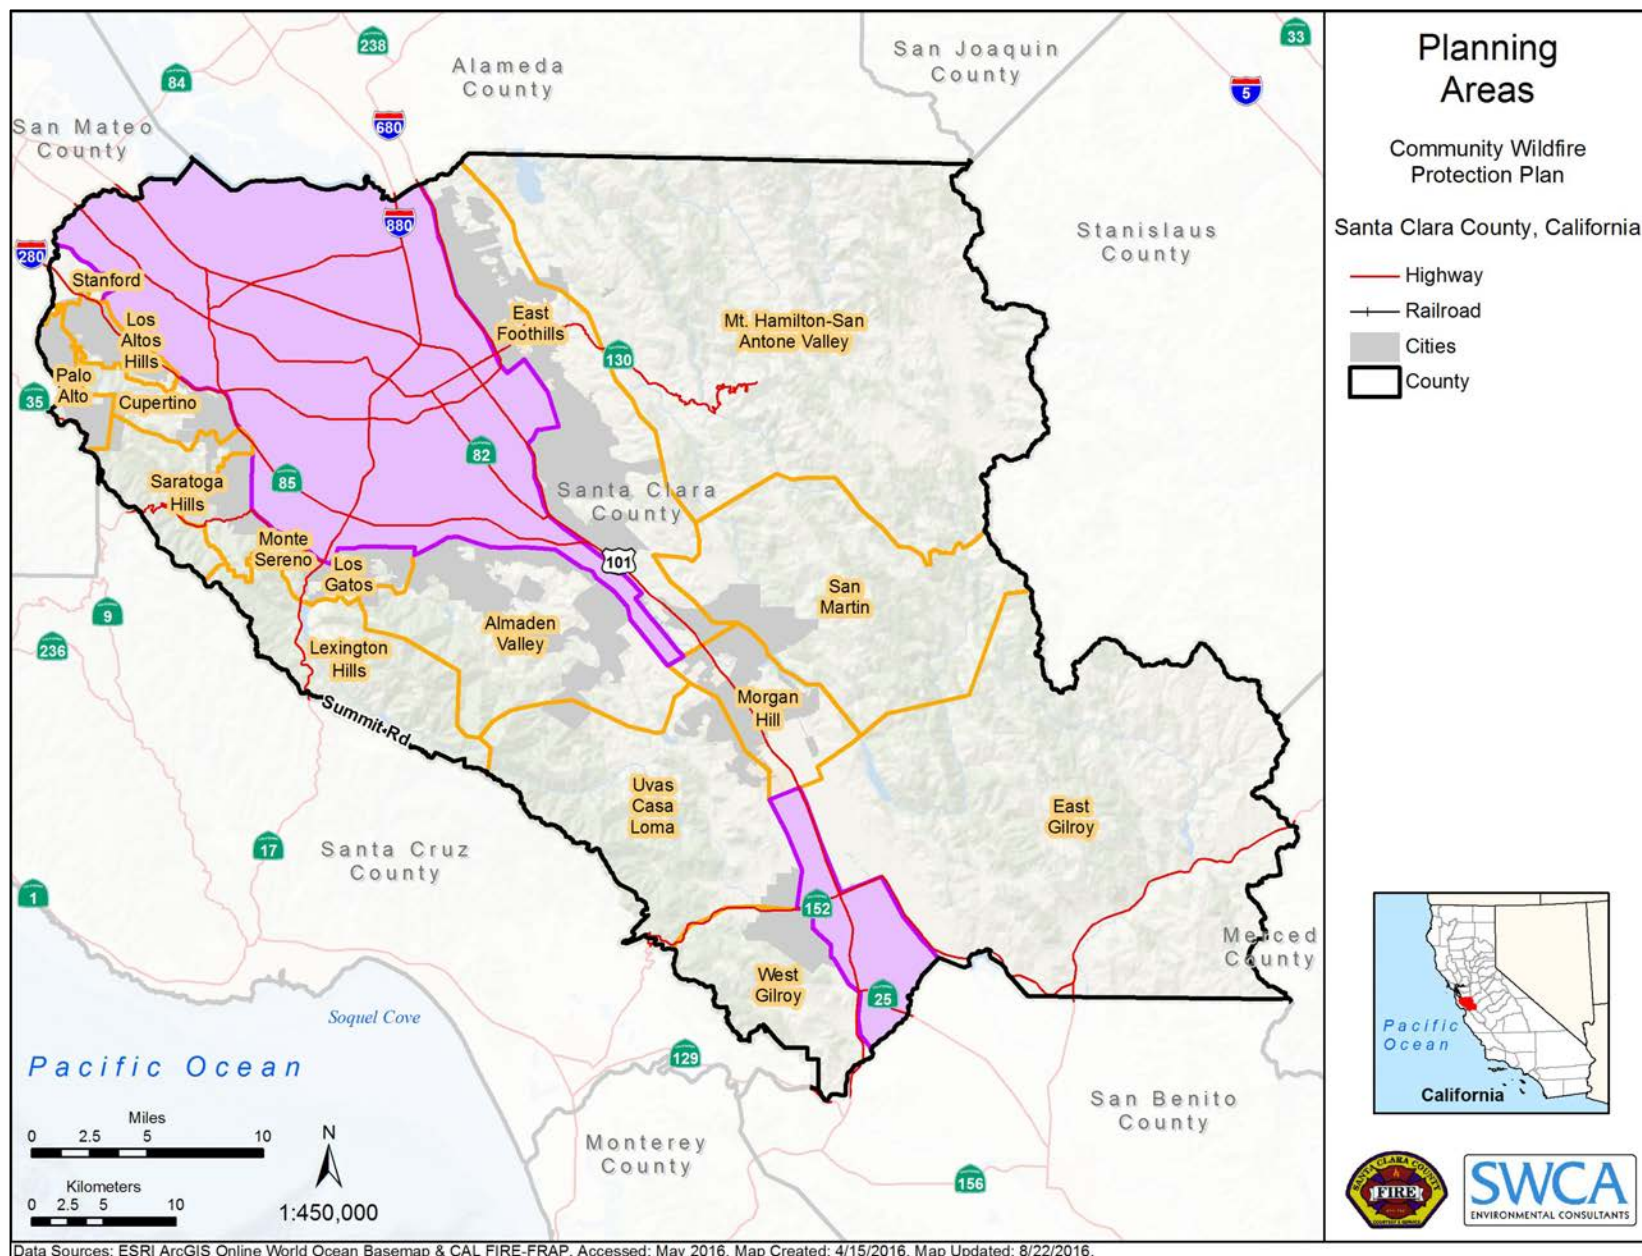 238
33
San Joaquin
County
Alameda
County
84
5
680
San Mateo
County
880
Stanislaus
County
280
Stanford
Los
Altos
Hills
East
Foothills
Mt. Hamilton-San
Antone Valley
130
Palo
Alto
35
Cupertino
82
85
Saratoga
Hills
Santa Clara
County
Monte
Sereno
Los
Gatos
101
San
Martin
9
236
Almaden
Valley
Lexington
Hills
Morgan
Hill
Summit Rd
Uvas
Casa
Loma
East
Gilroy
17
Santa Cruz
County
1
152
Merced
County
West
Gilroy
25
Soquel Cove
Pacific Ocean
129
San Benito
County
Monterey
County
156
Miles
0 2.5 5 10
Kilometers
0 2.5 5 10
N
1:450,000
Planning
Areas
Community Wildfire
Protection Plan
Santa Clara County, California
Highway
Railroad
Cities
County
Pacific
Ocean
California
SANTA CLARA COUNTY
FIRE
SWCA
ENVIRONMENTAL CONSULTANTS
Data Sources: ESRI ArcGIS Online World Ocean Basemap & CAL FIRE-FRAP, Accessed: May 2016, Map Created: 4/15/2016, Map Updated: 8/22/2016.